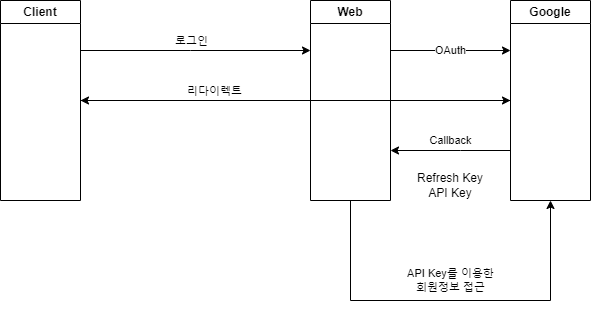 Client
Web
Google
로그인
OAuth
리다이렉트
Callback
Refresh Key
API Key
API Key를 이용한
회원정보 접근